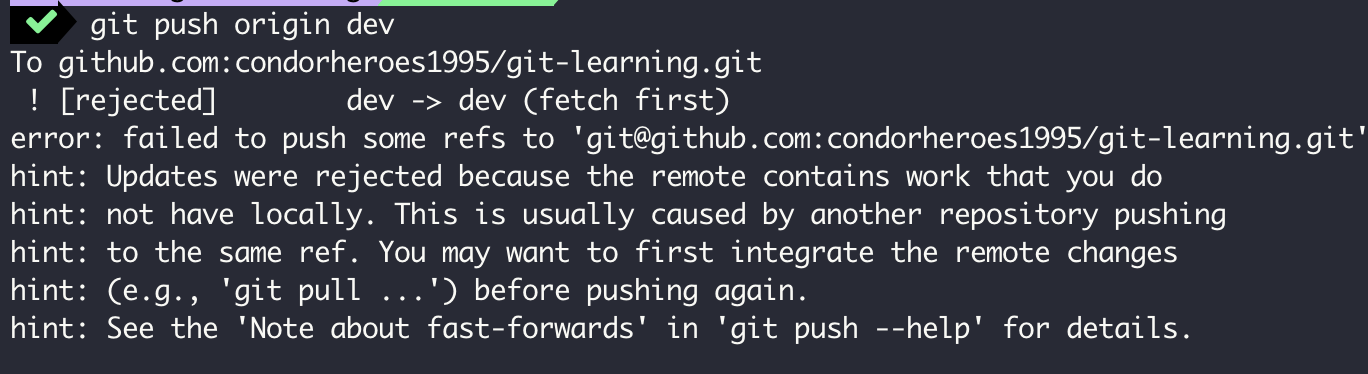 git push origin dev
To github.com:condorheroes1995/git-learning.git
! [rejected] dev -> dev (fetch first)
error: failed to push some refs to 'git@github.com:condorheroes1995/git-learning.git'
hint: Updates were rejected because the remote contains work that you do
hint: not have locally. This is usually caused by another repository pushing
hint: to the same ref. You may want to first integrate the remote changes
hint: (e.g., 'git pull ...') before pushing again.
hint: See the 'Note about fast-forwards' in 'git push --help' for details.